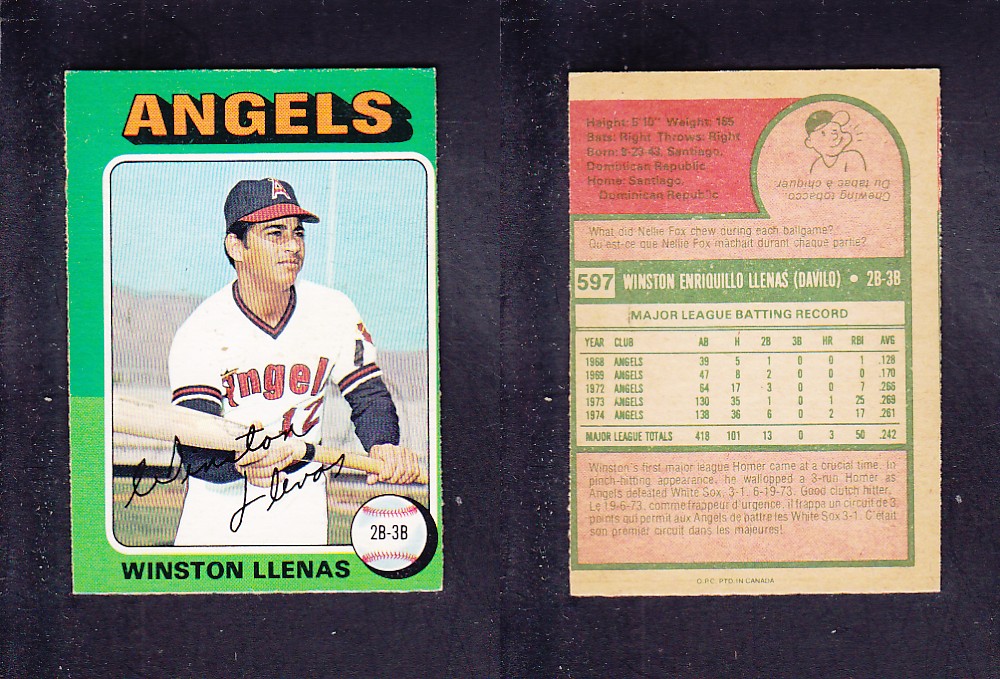 ANGELS
A
Angel
12
Winston
Llenas
2B-3B
WINSTON LLENAS
Height: 5'10" Weight: 165
Bats: Right Throws: Right
Born: 9-23-43, Santiago,
Dominican Republic
Home: Santiago,
Dominican Republic
Chewing tobacco.
Du tabac à chiquer
What did Nellie Fox chew during each ballgame?
Qu'est-ce que Nellie Fox mâchait durant chaque partie?
597 WINSTON ENRIQUILLO LLENAS (DAVILO) • 2B-3B
MAJOR LEAGUE BATTING RECORD
YEAR CLUB AB H 2B 3B HR RBI AVG
1968 ANGELS 39 5 1 0 0 1 .128
1969 ANGELS 47 8 2 0 0 0 .170
1972 ANGELS 64 17 3 0 0 7 .266
1973 ANGELS 130 35 1 0 1 25 .269
1974 ANGELS 138 36 6 0 2 17 .261
MAJOR LEAGUE TOTALS 418 101 13 0 3 50 .242
Winston's first major league Homer came at a crucial time. In
pinch-hitting appearance, he walloped a 3-run Homer as
Angels defeated White Sox, 3-1, 6-19-73. Good clutch hitter.
Le 19-6-73, comme frappeur d'urgence, il frappa un circuit de 3
points qui permit aux Angels de battre les White Sox 3-1. C'était
son premier circuit dans les majeures!
O.P.C. PTD. IN CANADA